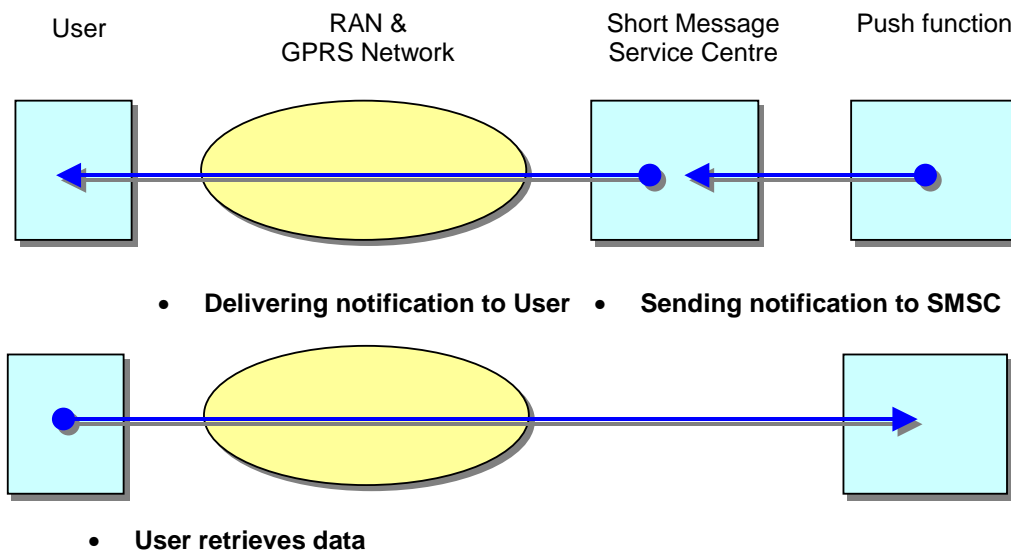 User
RAN &
GPRS Network
Short Message
Service Centre
Push function
• Delivering notification to User
• Sending notification to SMSC
• User retrieves data